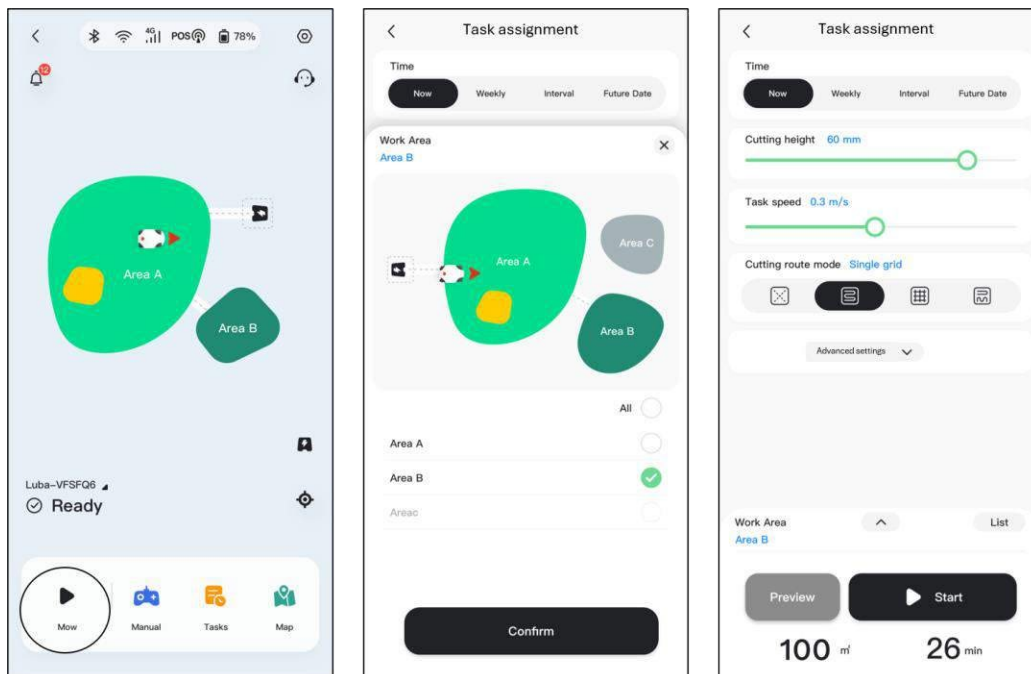 4G POS 78%
12
Area A
Area B
Luba-VFSFQ6
Ready
Mow Manual Tasks Map
Task assignment
Time
Now Weekly Interval Future Date
Work Area
Area B
Area C
Area A
Area B
All
Area A
Area B
Areac
Confirm
Task assignment
Time
Now Weekly Interval Future Date
Cutting height 60 mm
Task speed 0.3 m/s
Cutting route mode Single grid
Advanced settings
Work Area List
Area B
Preview Start
100 ㎡ 26 min